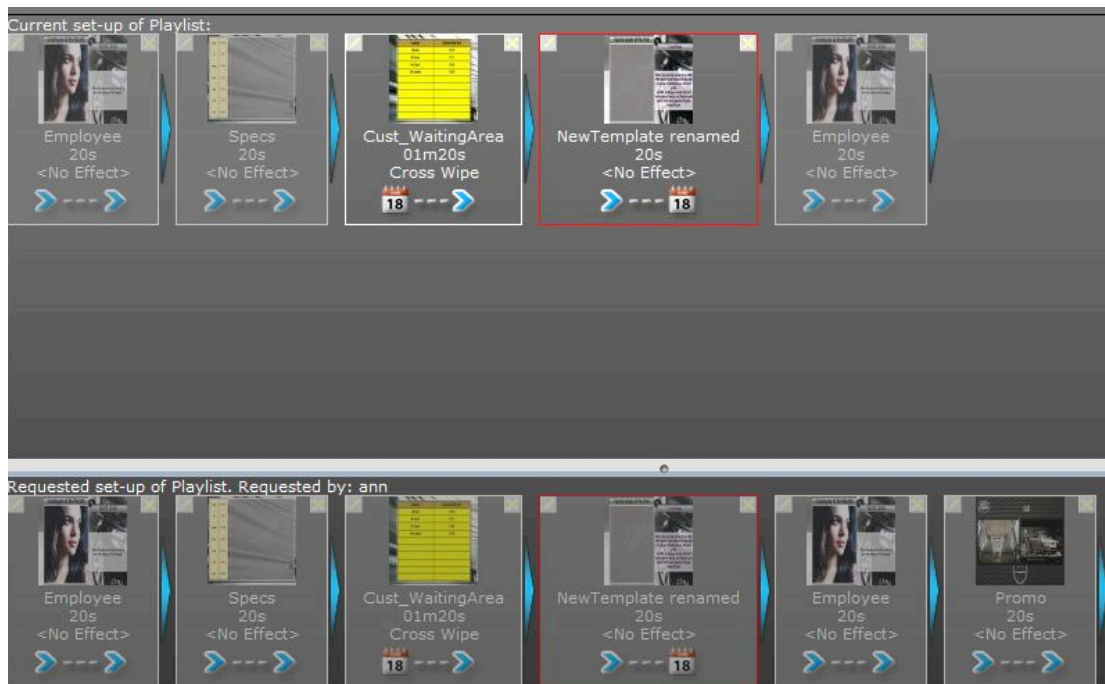 Current set-up of Playlist:
Employee
20s
<No Effect>
Specs
20s
<No Effect>
Cust_WaitingArea
01m20s
Cross Wipe
18
NewTemplate renamed
20s
<No Effect>
18
Employee
20s
<No Effect>
Requested set-up of Playlist. Requested by: ann
Employee
20s
<No Effect>
Specs
20s
<No Effect>
Cust_WaitingArea
01m20s
Cross Wipe
18
NewTemplate renamed
20s
<No Effect>
18
Employee
20s
<No Effect>
Promo
20s
<No Effect>